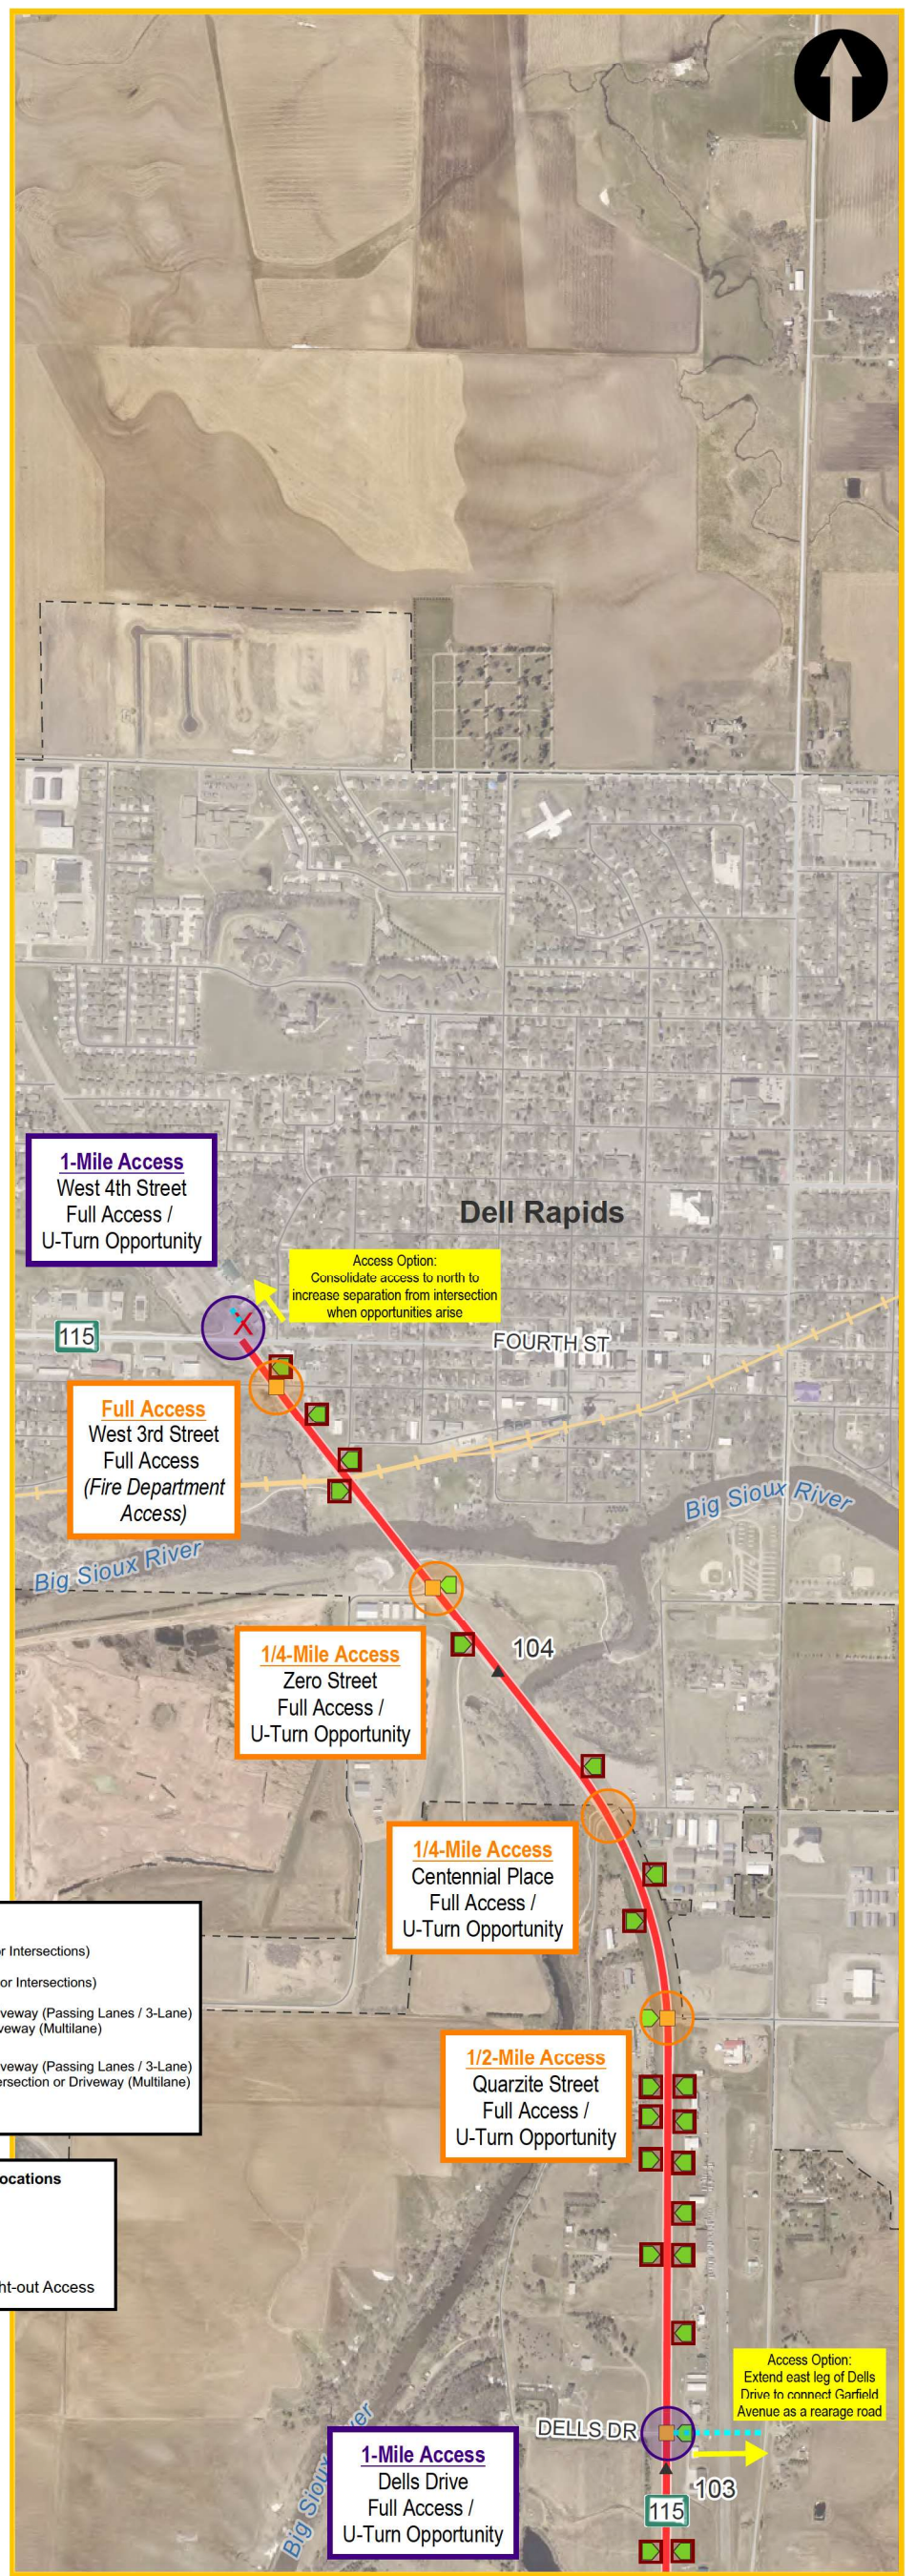 1-Mile Access
West 4th Street
Full Access /
U-Turn Opportunity
Dell Rapids
Access Option:
Consolidate access to north to
increase separation from intersection
when opportunities arise
X
115
FOURTH ST
Full Access
West 3rd Street
Full Access
(Fire Department
Access)
Big Sioux River
Big Sioux River
1/4-Mile Access
Zero Street
Full Access /
U-Turn Opportunity
104
1/4-Mile Access
Centennial Place
Full Access /
U-Turn Opportunity
r Intersections)
or Intersections)
veway (Passing Lanes / 3-Lane)
veway (Multilane)
veway (Passing Lanes / 3-Lane)
ersection or Driveway (Multilane)
1/2-Mile Access
Quarzite Street
Full Access /
U-Turn Opportunity
ocations
ht-out Access
Access Option:
Extend east leg of Dells
Drive to connect Garfield
Avenue as a rearage road
DELLS DR
1-Mile Access
Dells Drive
Full Access /
U-Turn Opportunity
103
115
Big Sioux
er